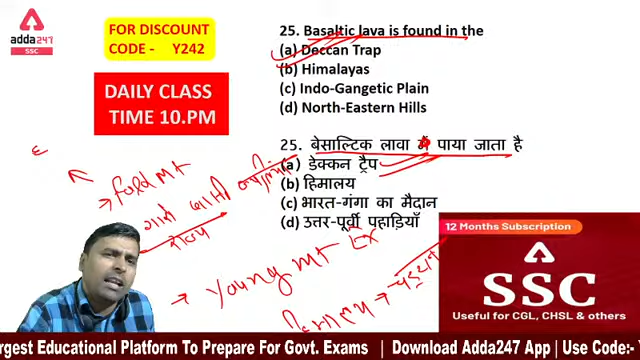 adda247
SSC
FOR DISCOUNT
CODE - Y242
DAILY CLASS
TIME 10.PM
25. Basaltic lava is found in the
(a) Deccan Trap
(b) Himalayas
(c) Indo-Gangetic Plain
(d) North-Eastern Hills
25. बेसाल्टिक लावा में पाया जाता है
(a) डेक्कन ट्रैप
(b) हिमालय
(c) भारत-गंगा का मैदान
(d) उत्तर-पूर्वी पहाड़ियाँ
Fold mt
young mt Ex
हिमालय
12 Months Subscription
SSC
Useful for CGL, CHSL & others
rgest Educational Platform To Prepare For Govt. Exams | Download Adda247 App | Use Code:-